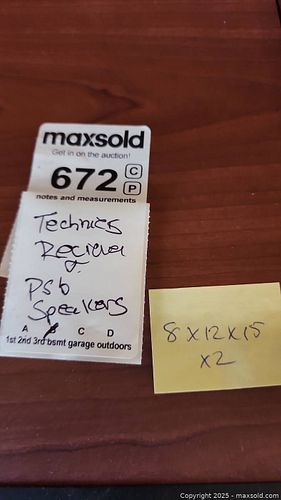 maxsold
Get in on the auction!
672 C
P
notes and measurements
Technics
Reciever
&
PSB
Speakers
A B C D
1st 2nd 3rd bsmt garage outdoors
8 x 12 x 15
x2
Copyright © 2025 - maxsold.com